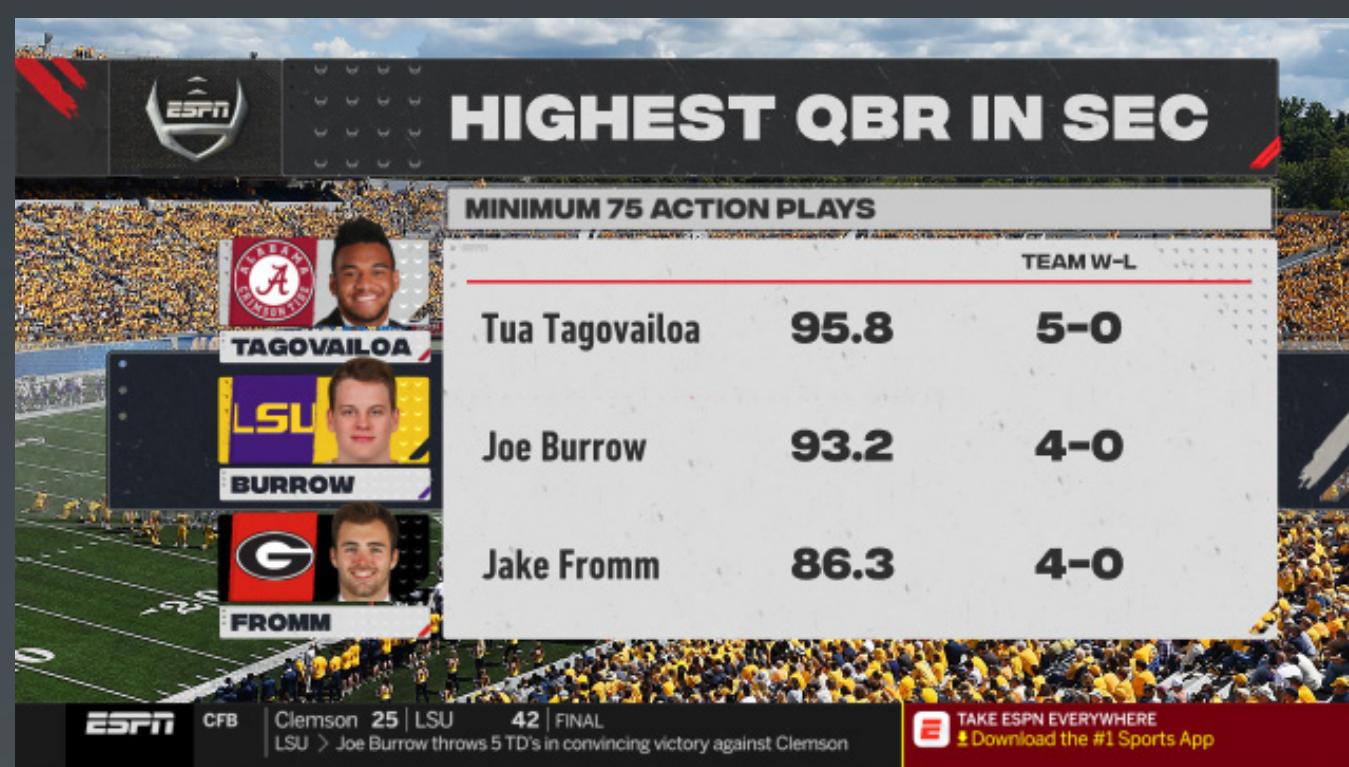 ESPN
HIGHEST QBR IN SEC
MINIMUM 75 ACTION PLAYS
TEAM W-L
ALABAMA
A
CRIMSON TIDE
TAGOVAILOA
Tua Tagovailoa 95.8 5-0
LSU
BURROW
Joe Burrow 93.2 4-0
G
FROMM
Jake Fromm 86.3 4-0
ESPN CFB Clemson 25 LSU 42 FINAL
LSU > Joe Burrow throws 5 TD's in convincing victory against Clemson
E TAKE ESPN EVERYWHERE
Download the #1 Sports App